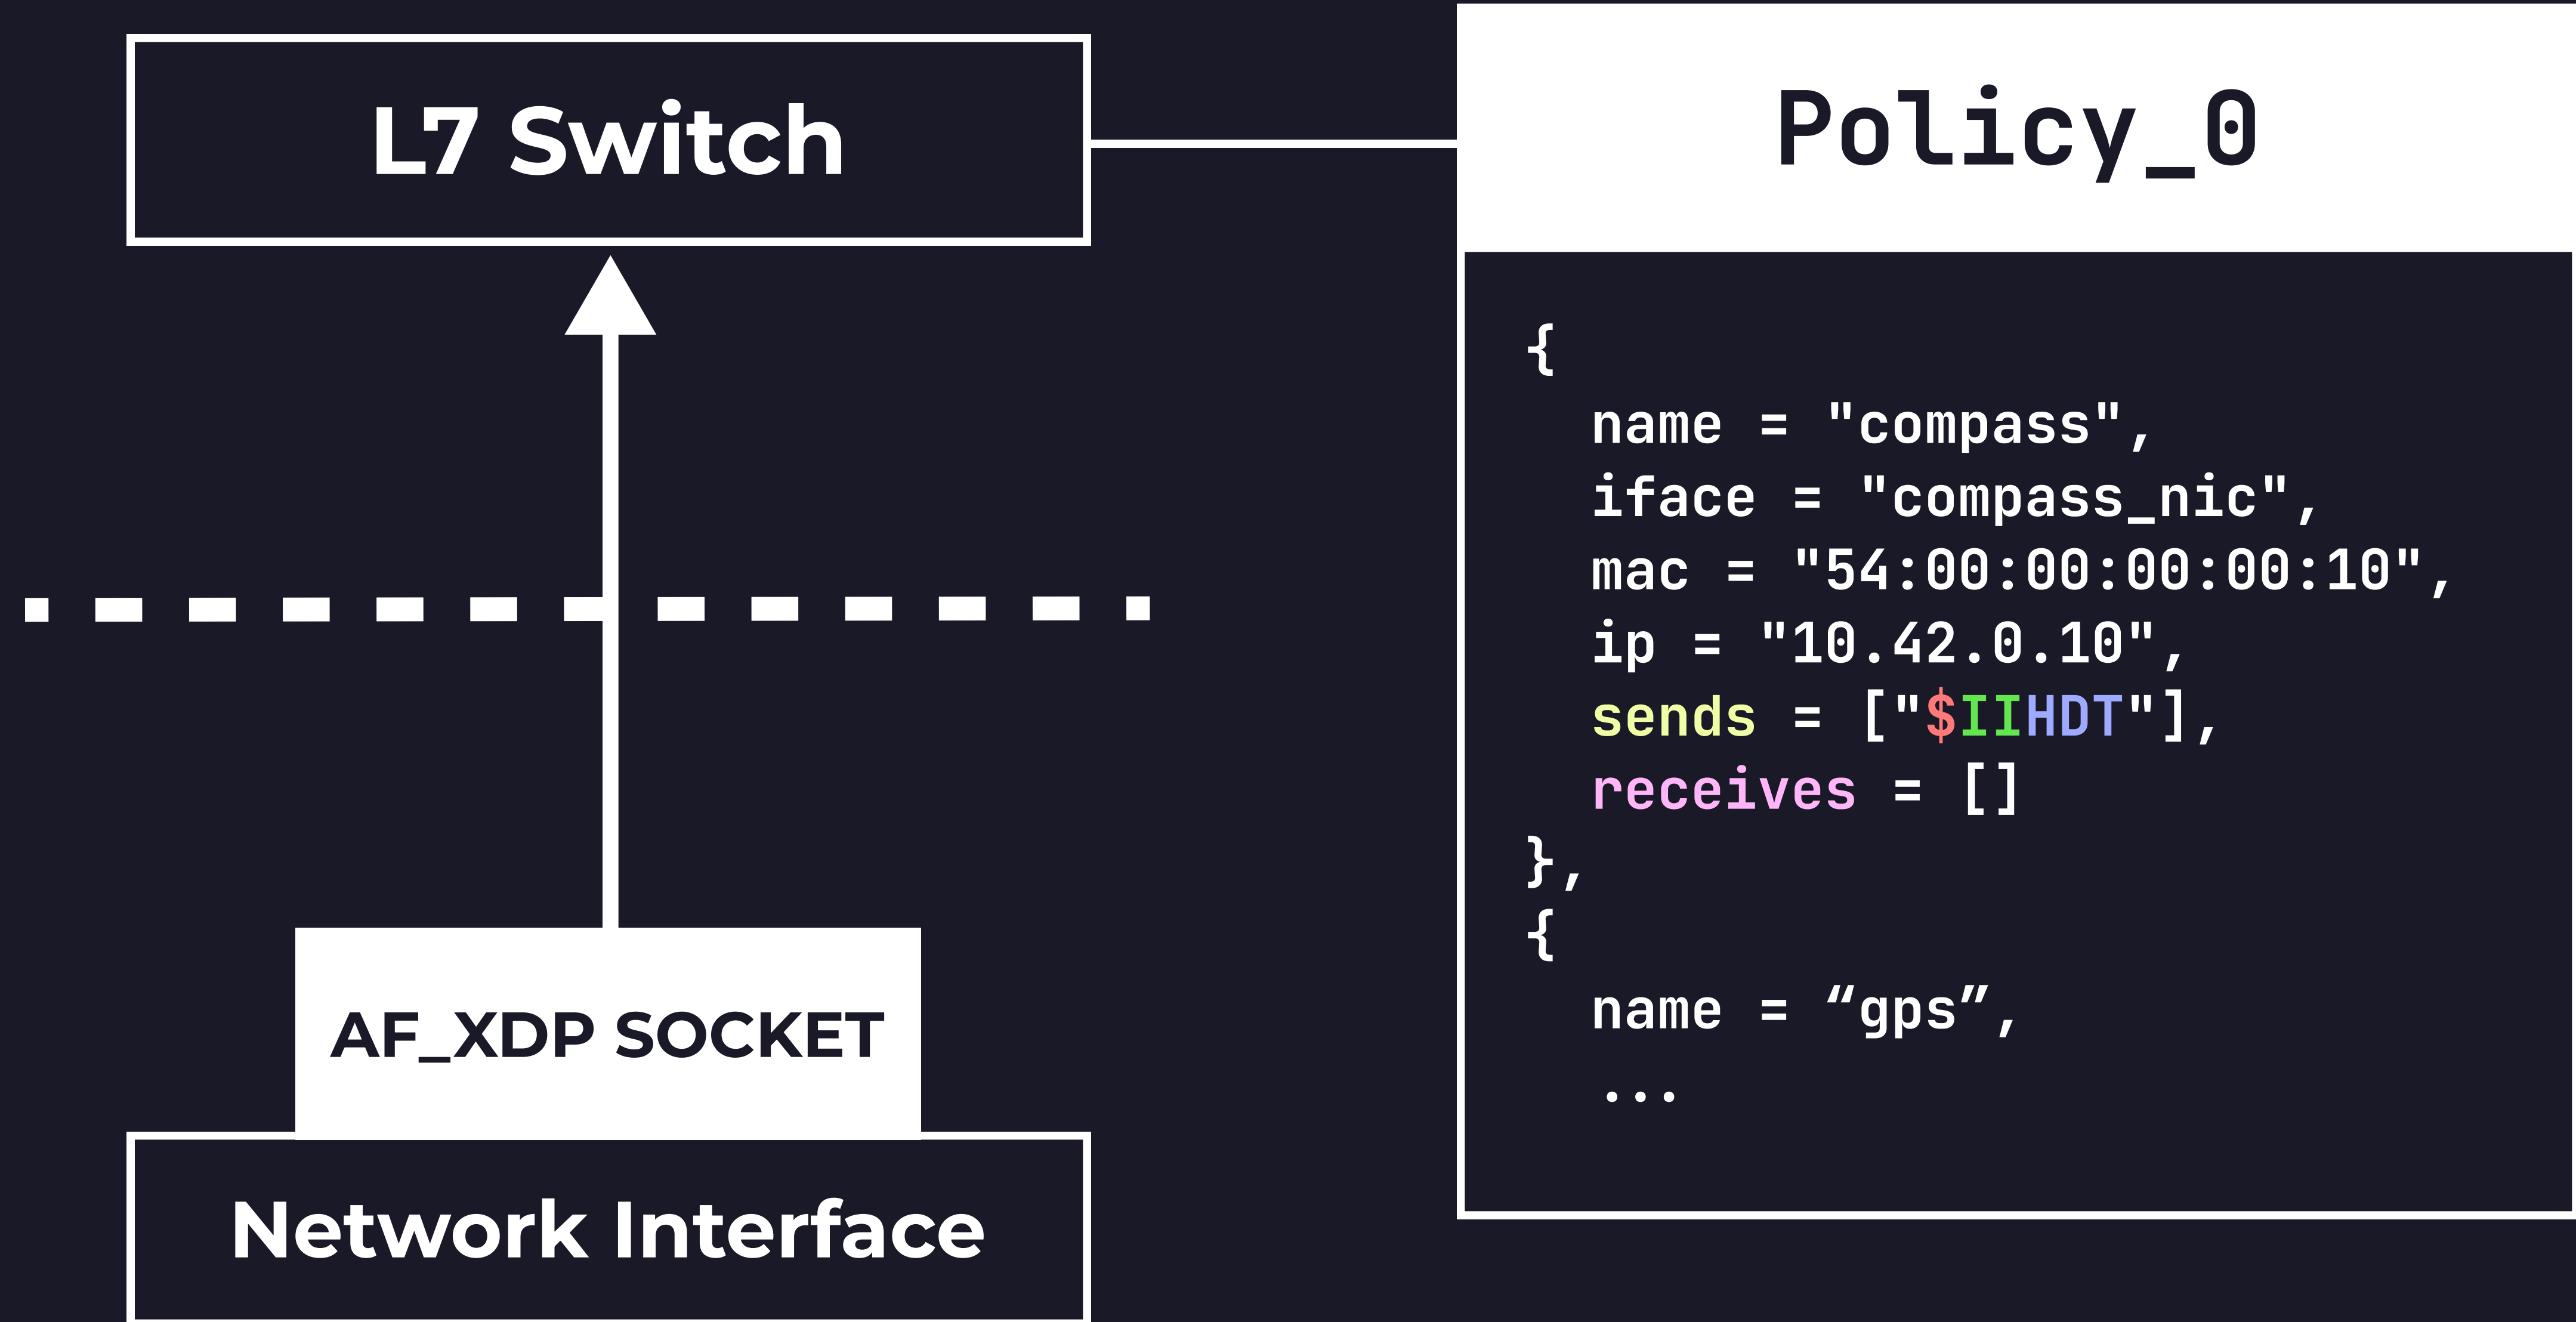 L7 Switch
AF_XDP SOCKET
Network Interface
Policy_0
{
  name = "compass",
  iface = "compass_nic",
  mac = "54:00:00:00:00:10",
  ip = "10.42.0.10",
  sends = ["$IIHDT"],
  receives = []
},
{
  name = “gps”,
  ...